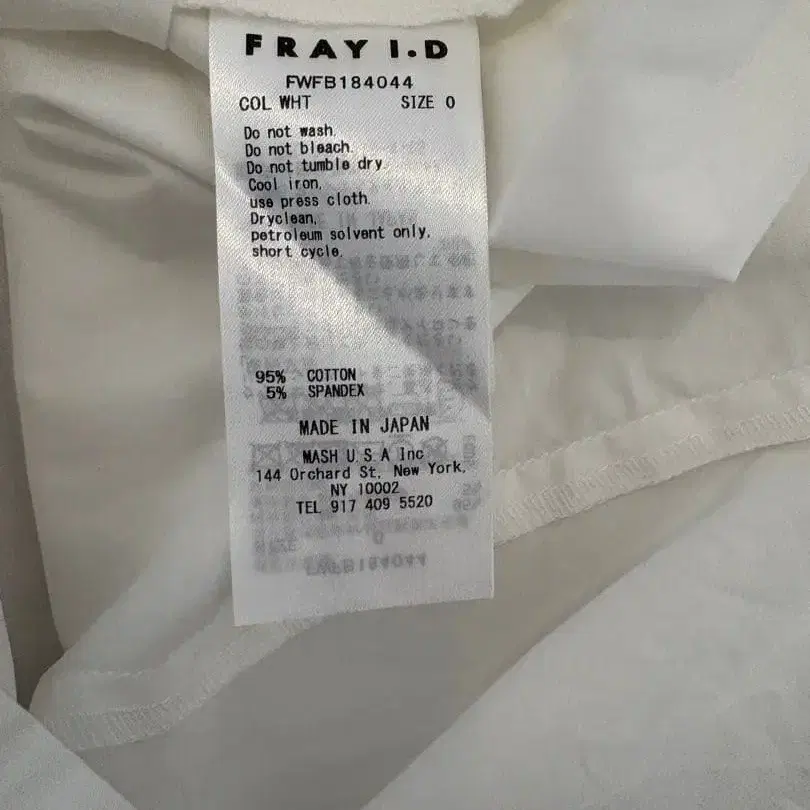 FRAY I.D
FWFB184044
COL WHT SIZE 0
Do not wash.
Do not bleach.
Do not tumble dry.
Cool iron,
use press cloth.
Dryclean,
petroleum solvent only,
short cycle.
95% COTTON
5% SPANDEX
MADE IN JAPAN
MASH U.S.A Inc
144 Orchard St, New York,
NY 10002
TEL 917 409 5520